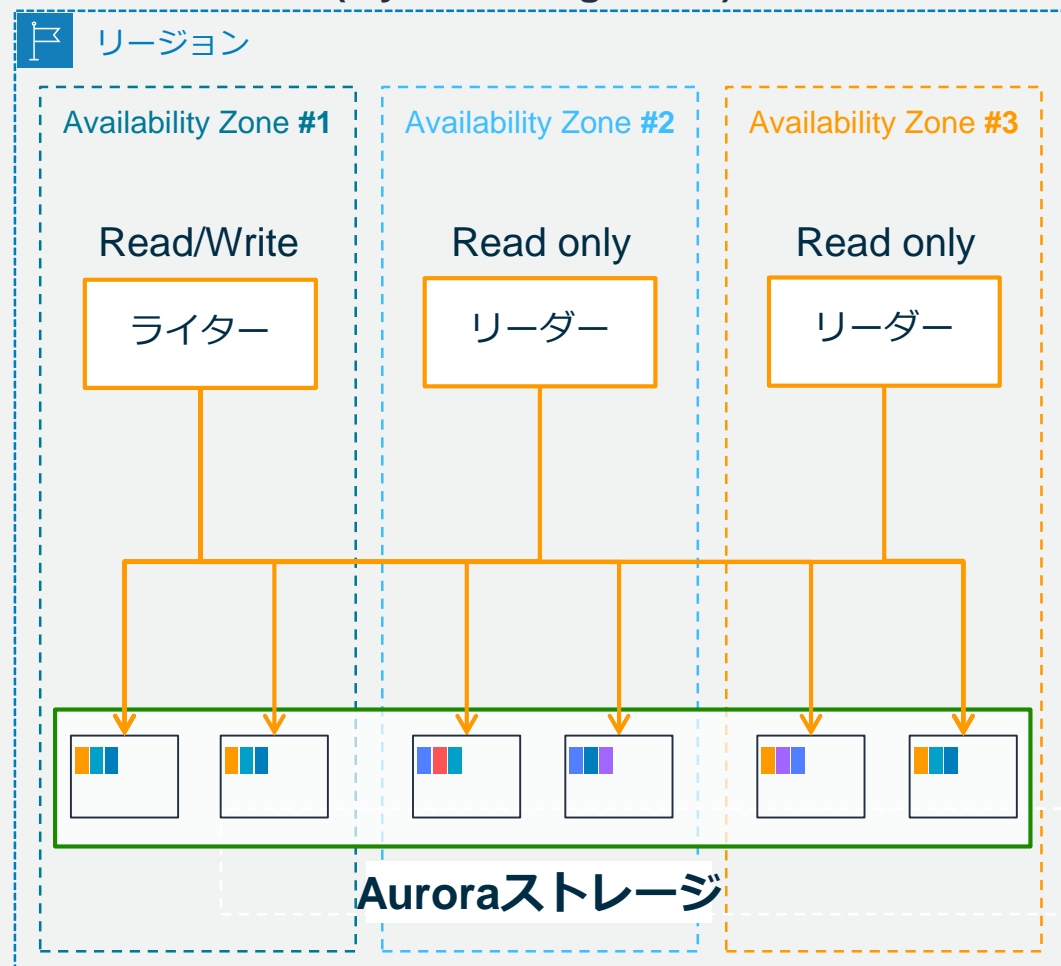 リージョン
Availability Zone #1
Availability Zone #2
Availability Zone #3
Read/Write
Read only
Read only
ライター
リーダー
リーダー
Auroraストレージ